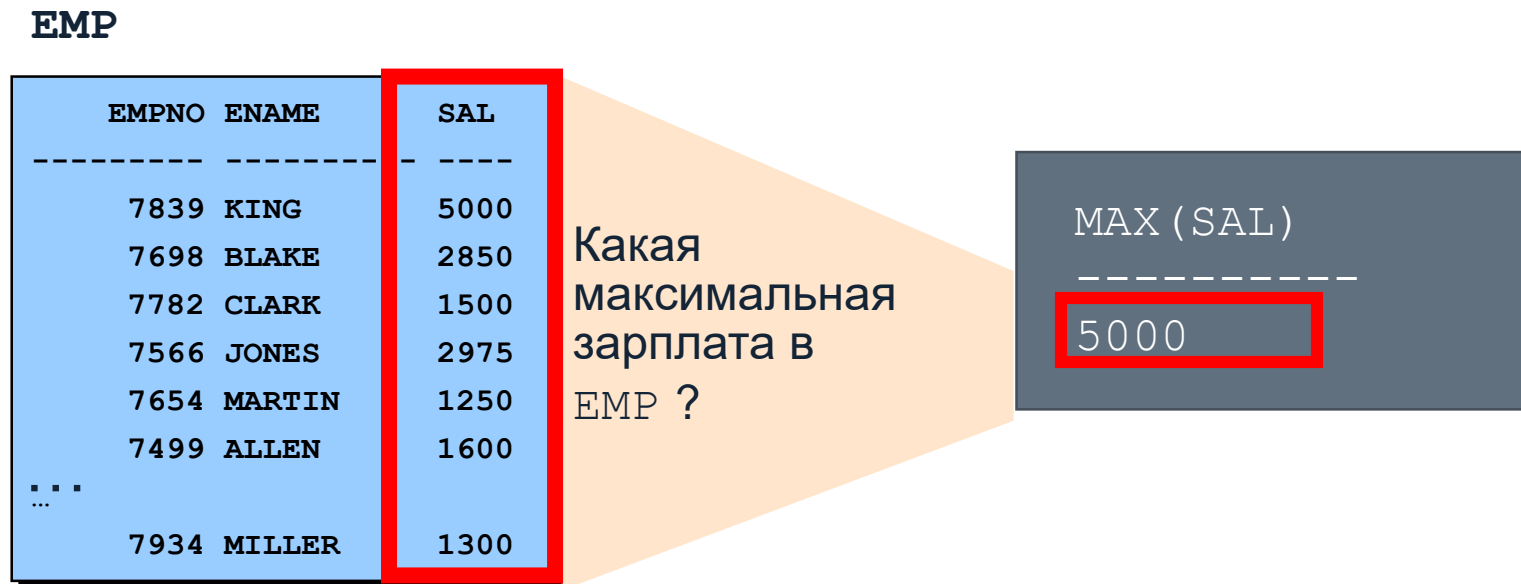 EMP
EMPNO ENAME SAL
--------- ---------- ----
7839 KING 5000
7698 BLAKE 2850
7782 CLARK 1500
7566 JONES 2975
7654 MARTIN 1250
7499 ALLEN 1600
...
…
7934 MILLER 1300
Какая
максимальная
зарплата в
EMP ?
MAX(SAL)
----------
5000